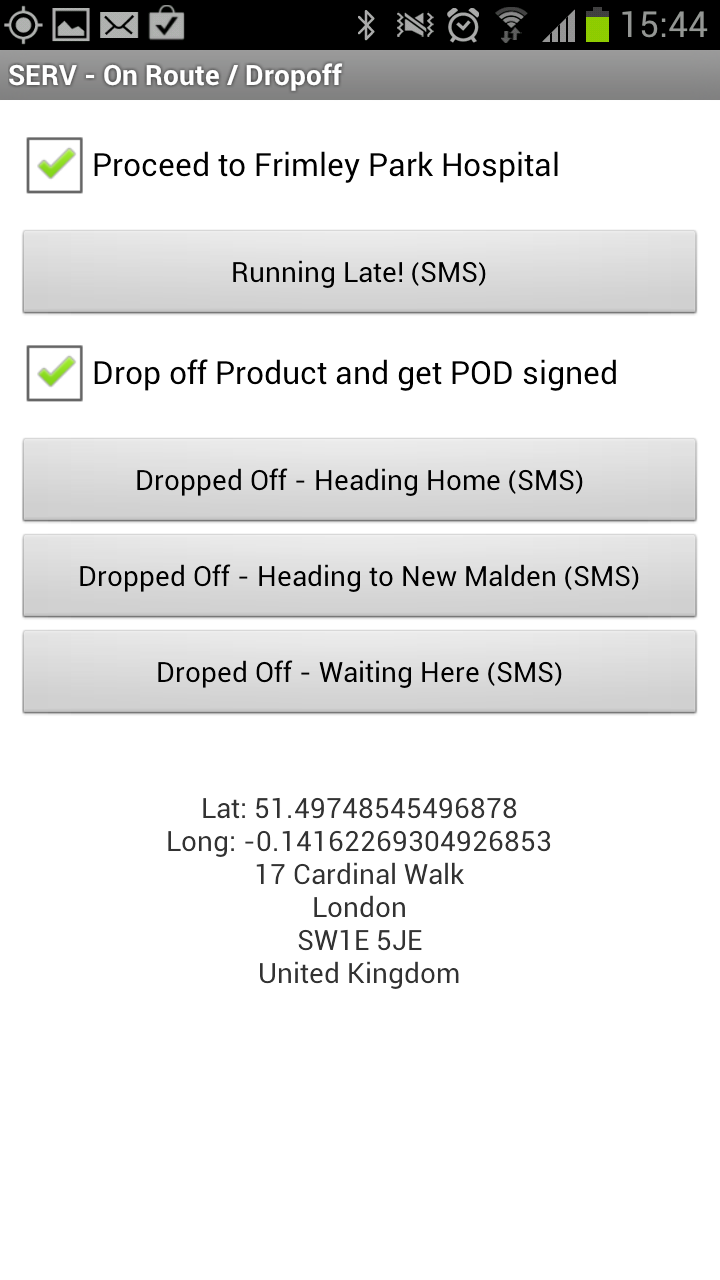 15:44
SERV - On Route / Dropoff
Proceed to Frimley Park Hospital
Running Late! (SMS)
Drop off Product and get POD signed
Dropped Off - Heading Home (SMS)
Dropped Off - Heading to New Malden (SMS)
Droped Off - Waiting Here (SMS)
Lat: 51.49748545496878
Long: -0.14162269304926853
17 Cardinal Walk
London
SW1E 5JE
United Kingdom